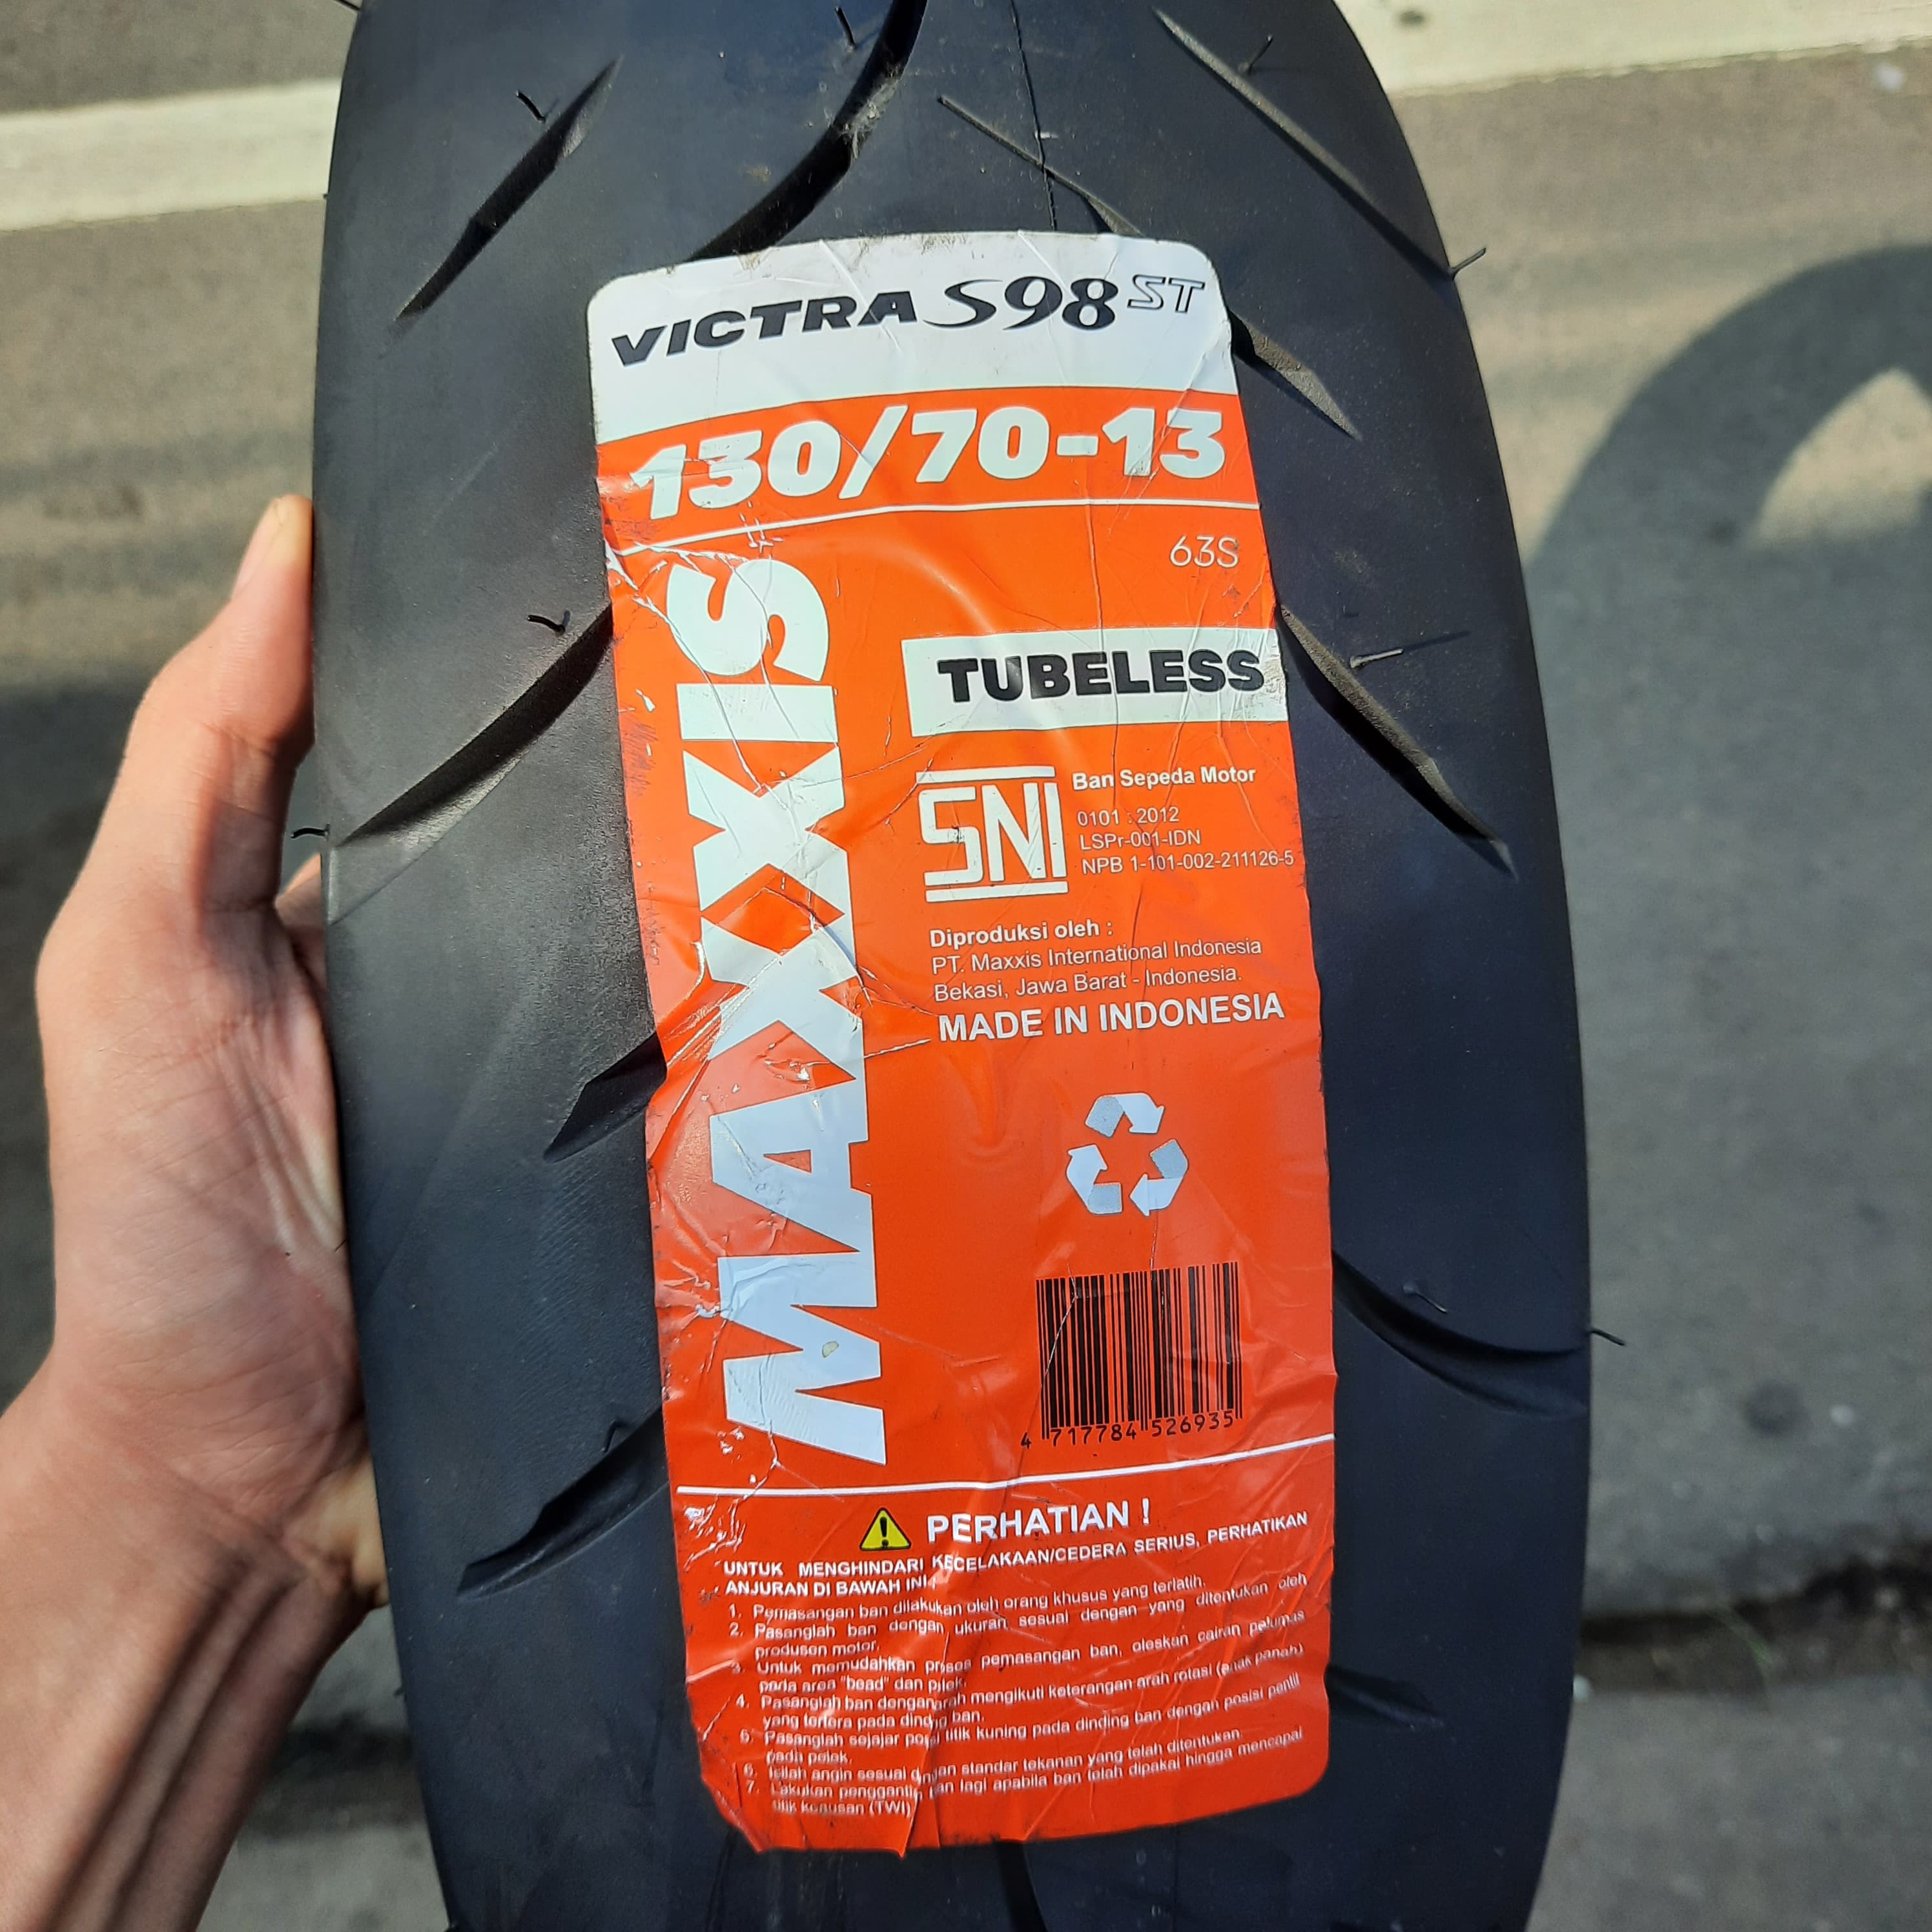 VICTRA S98 ST
130/70-13
63S
MAXXIS
TUBELESS
SNI
Ban Sepeda Motor
0101 : 2012
LSPr-001-IDN
NPB 1-101-002-211126-5
Diproduksi oleh :
PT. Maxxis International Indonesia
Bekasi, Jawa Barat - Indonesia.
MADE IN INDONESIA
4 717784 526935
PERHATIAN !
UNTUK MENGHINDARI KECELAKAAN/CEDERA SERIUS, PERHATIKAN
ANJURAN DI BAWAH INI.
1. Pemasangan ban dilakukan oleh orang khusus yang terlatih.
2. Pasanglah ban dengan ukuran sesuai dengan yang ditentukan oleh
produsen motor.
3. Untuk memudahkan proses pemasangan ban, oleskan cairan pelumas
pada area "bead" dan pelek.
4. Pasanglah ban dengan arah mengikuti keterangan arah rotasi (anak panah)
yang tertera pada dinding ban.
5. Pasanglah sejajar posisi titik kuning pada dinding ban dengan posisi pentil
pada pelek.
6. Isilah angin sesuai dengan standar tekanan yang telah ditentukan.
7. Lakukan penggantian ban lagi apabila ban telah dipakai hingga mencapai
titik keausan (TWI)